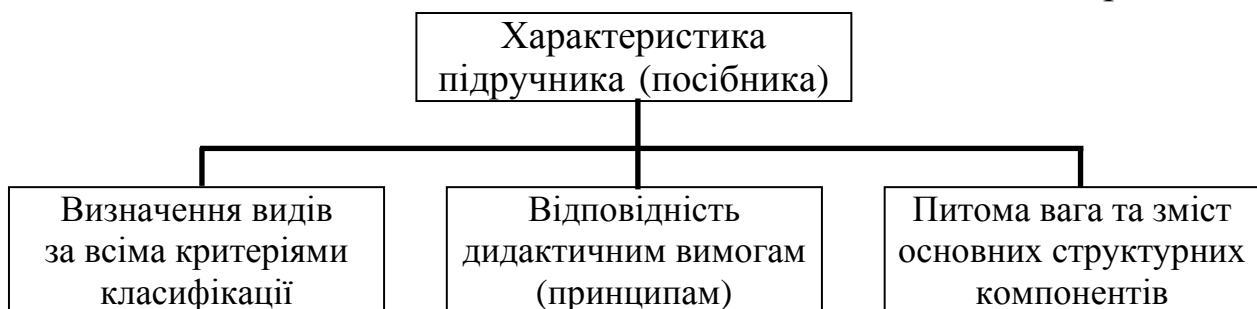 Характеристика
підручника (посібника)
Визначення видів
за всіма критеріями
класифікації
Відповідність
дидактичним вимогам
(принципам)
Питома вага та зміст
основних структурних
компонентів